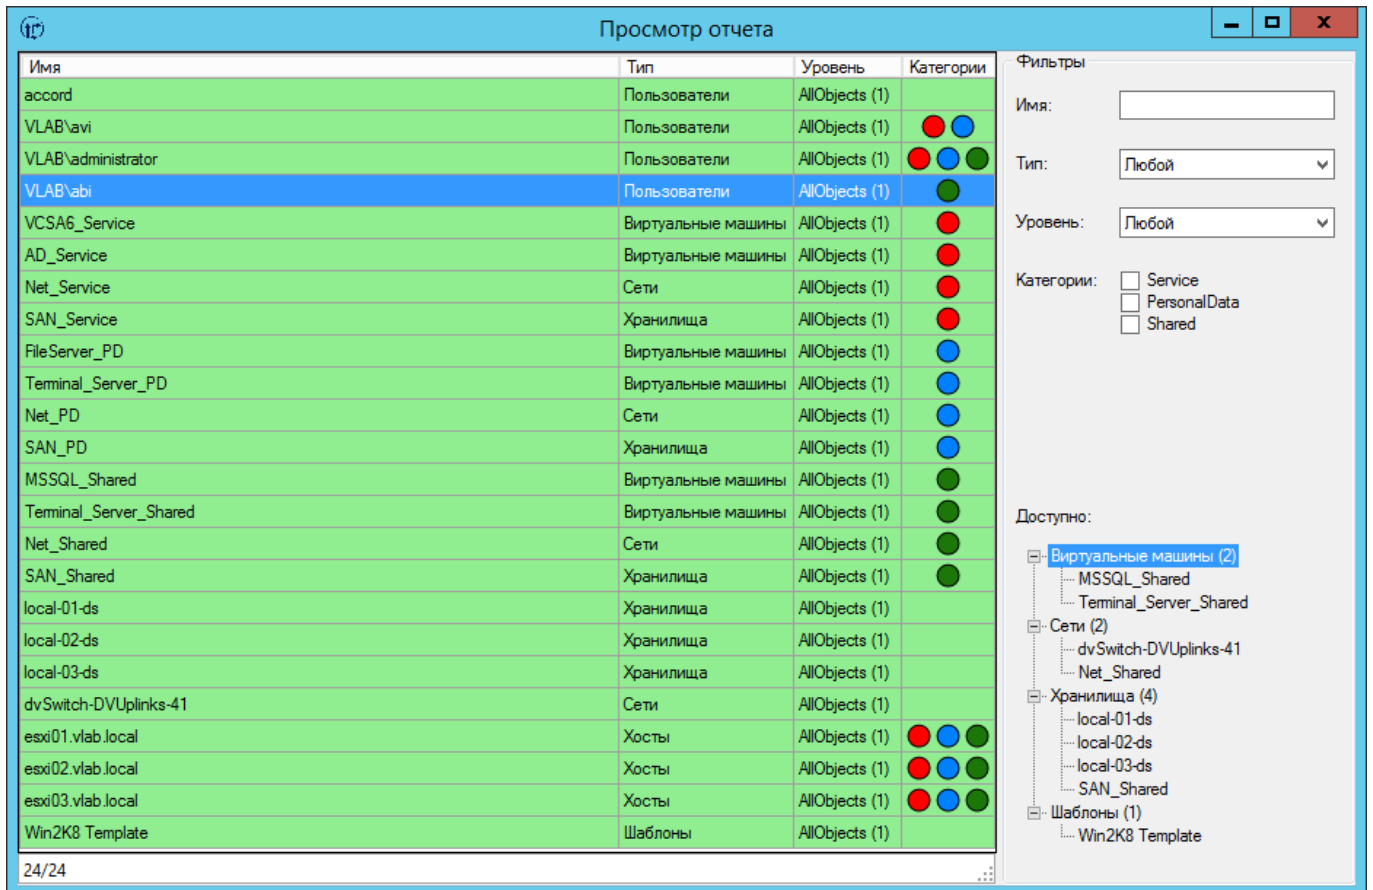 Просмотр отчета
Имя Тип Уровень Категории
accord Пользователи AllObjects (1)
VLAB\avi Пользователи AllObjects (1)
VLAB\administrator Пользователи AllObjects (1)
VLAB\abi Пользователи AllObjects (1)
VCSA6_Service Виртуальные машины AllObjects (1)
AD_Service Виртуальные машины AllObjects (1)
Net_Service Сети AllObjects (1)
SAN_Service Хранилища AllObjects (1)
FileServer_PD Виртуальные машины AllObjects (1)
Terminal_Server_PD Виртуальные машины AllObjects (1)
Net_PD Сети AllObjects (1)
SAN_PD Хранилища AllObjects (1)
MSSQL_Shared Виртуальные машины AllObjects (1)
Terminal_Server_Shared Виртуальные машины AllObjects (1)
Net_Shared Сети AllObjects (1)
SAN_Shared Хранилища AllObjects (1)
local-01-ds Хранилища AllObjects (1)
local-02-ds Хранилища AllObjects (1)
local-03-ds Хранилища AllObjects (1)
dvSwitch-DVUplinks-41 Сети AllObjects (1)
esxi01.vlab.local Хосты AllObjects (1)
esxi02.vlab.local Хосты AllObjects (1)
esxi03.vlab.local Хосты AllObjects (1)
Win2K8 Template Шаблоны AllObjects (1)
24/24
Фильтры
Имя:
Тип: Любой
Уровень: Любой
Категории: Service
PersonalData
Shared
Доступно:
Виртуальные машины (2)
MSSQL_Shared
Terminal_Server_Shared
Сети (2)
dvSwitch-DVUplinks-41
Net_Shared
Хранилища (4)
local-01-ds
local-02-ds
local-03-ds
SAN_Shared
Шаблоны (1)
Win2K8 Template